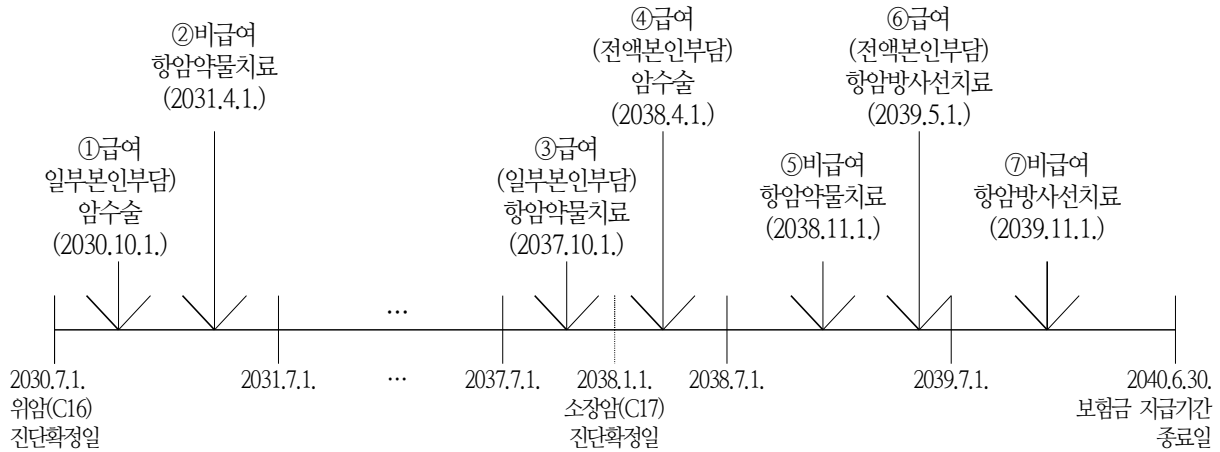 ①급여
일부본인부담)
암수술
(2030.10.1.)
②비급여
항암약물치료
(2031.4.1.)
③급여
(일부본인부담)
항암약물치료
(2037.10.1.)
④급여
(전액본인부담)
암수술
(2038.4.1.)
⑤비급여
항암약물치료
(2038.11.1.)
⑥급여
(전액본인부담)
항암방사선치료
(2039.5.1.)
⑦비급여
항암방사선치료
(2039.11.1.)
…
2030.7.1.
위암(C16)
진단확정일
2031.7.1.
…
2037.7.1.
2038.1.1.
소장암(C17)
진단확정일
2038.7.1.
2039.7.1.
2040.6.30.
보험금 지급기간
종료일